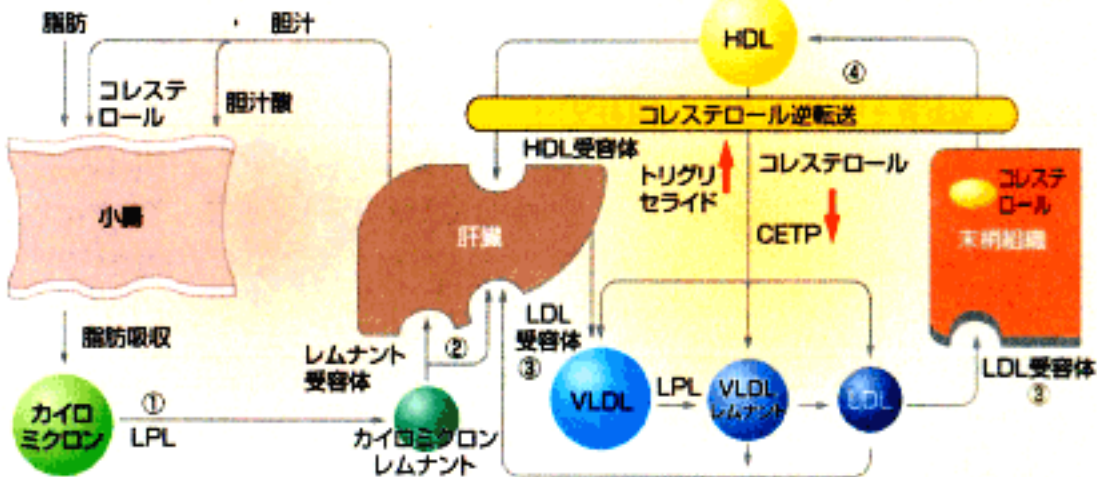 脂肪
・ 胆汁
コレステ
ロール
胆汁酸
小腸
脂肪吸収
カイロ
ミクロン
①
LPL
カイロミクロン
レムナント
レムナント
受容体
②
肝臓
HDL受容体
HDL
④
コレステロール逆転送
トリグリ
セライド
コレステロール
CETP
LDL
受容体
③
VLDL
LPL
VLDL
レムナント
LDL
コレステ
ロール
末梢組織
LDL受容体
③